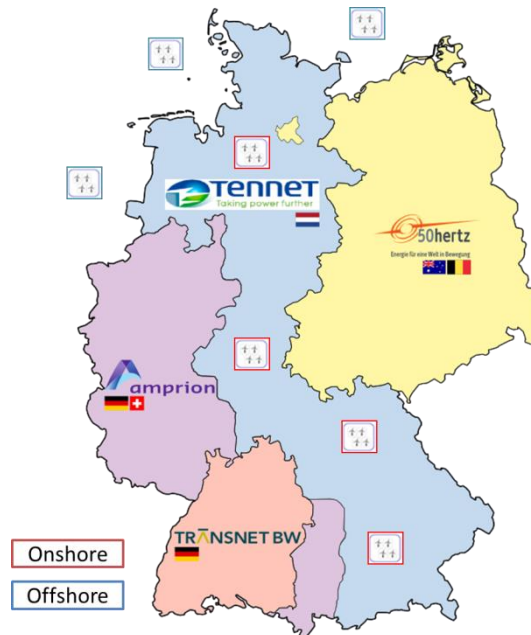 TENNET
Taking power further
50hertz
Energie für eine Welt in Bewegung
amprion
TRANSNET BW
Onshore
Offshore